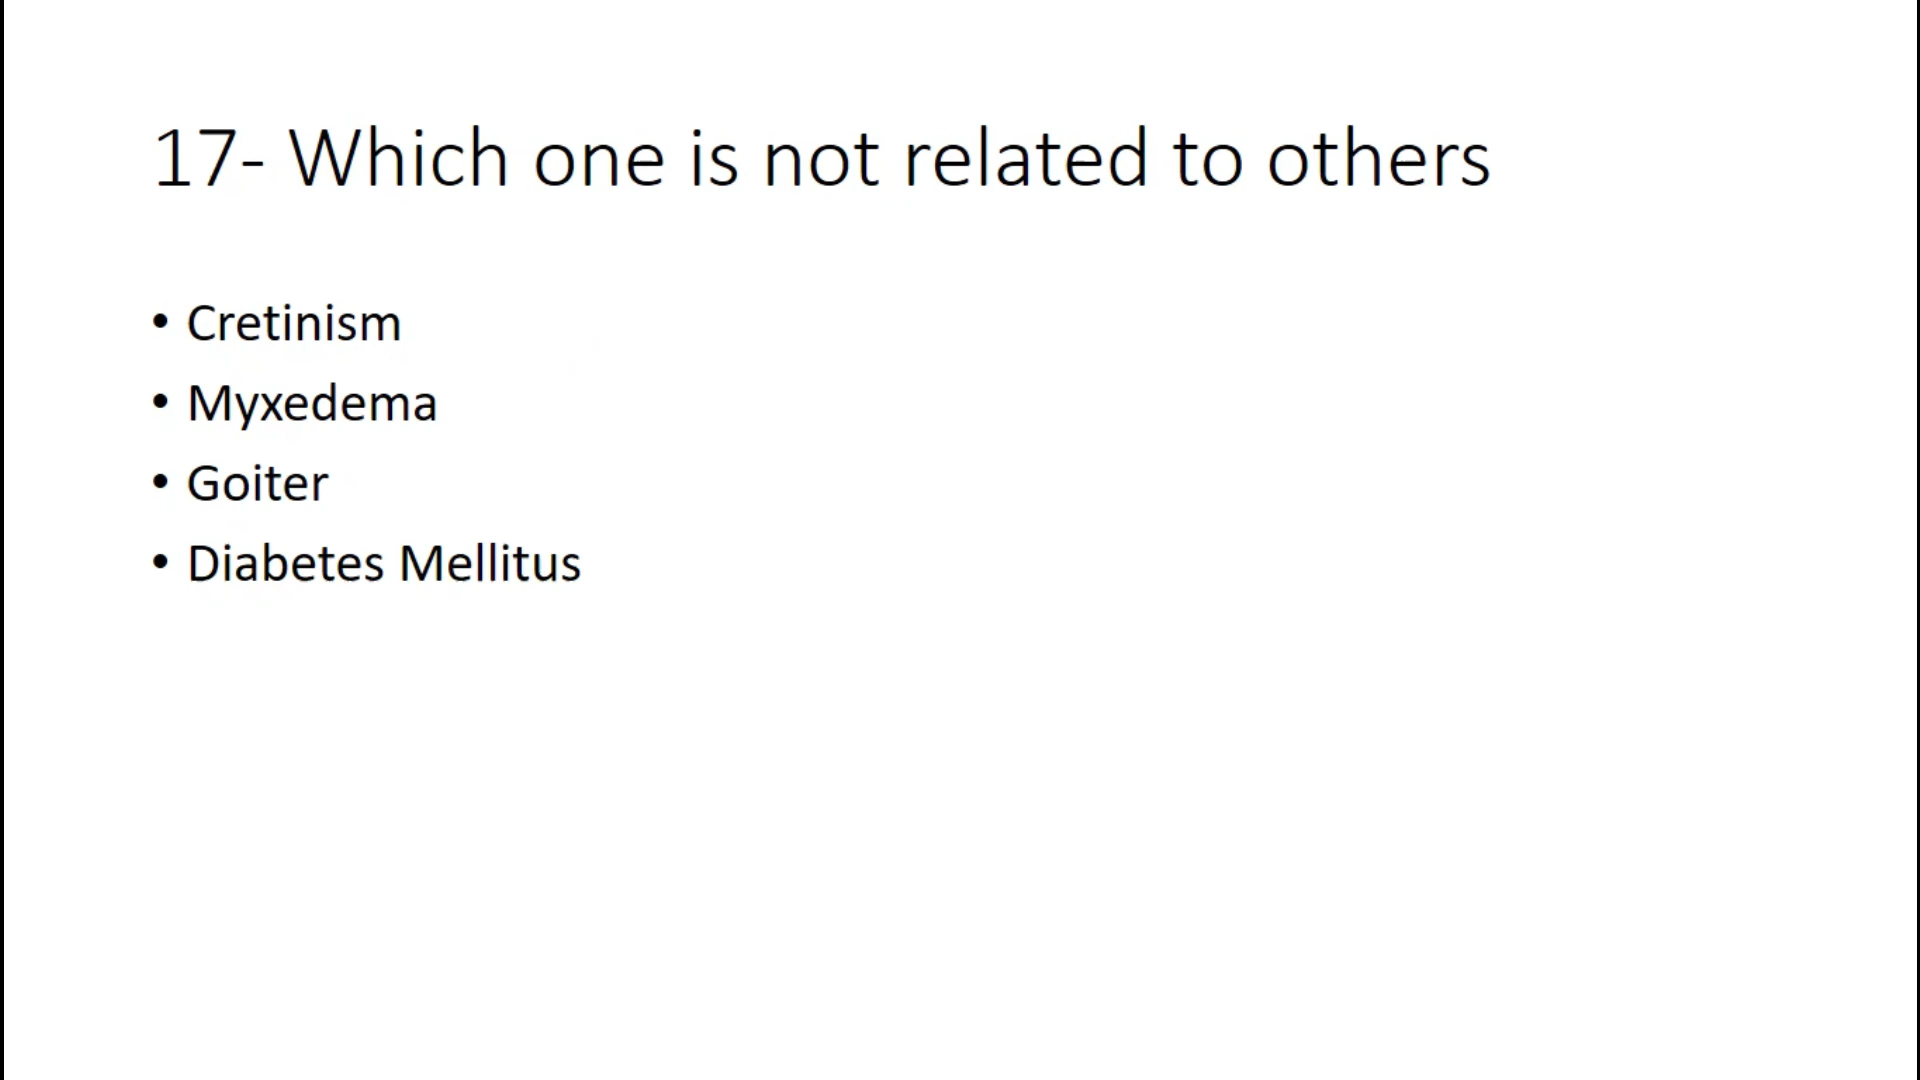 17- Which one is not related to others
• Cretinism
• Myxedema
• Goiter
• Diabetes Mellitus